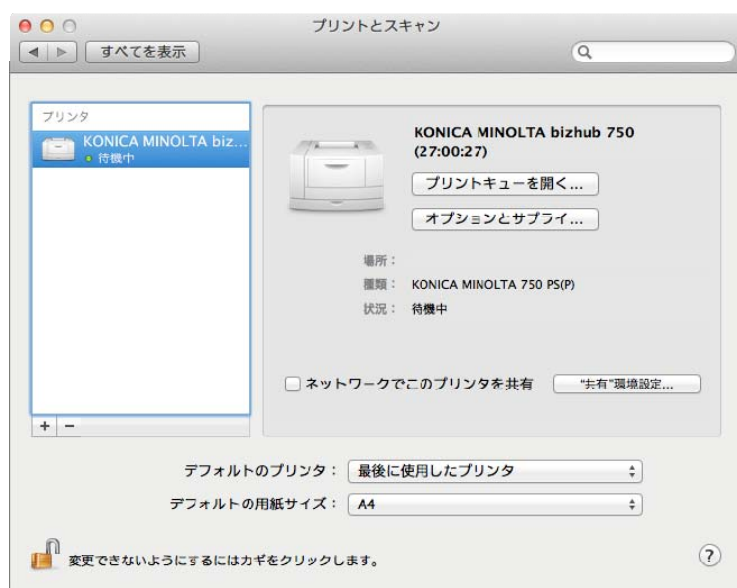 プリントとスキャン
すべてを表示
プリンタ
KONICA MINOLTA biz...
待機中
KONICA MINOLTA bizhub 750
(27:00:27)
プリントキューを開く...
オプションとサプライ...
場所：
種類： KONICA MINOLTA 750 PS(P)
状況： 待機中
ネットワークでこのプリンタを共有 "共有"環境設定...
+ −
デフォルトのプリンタ： 最後に使用したプリンタ
デフォルトの用紙サイズ： A4
変更できないようにするにはカギをクリックします。 ?